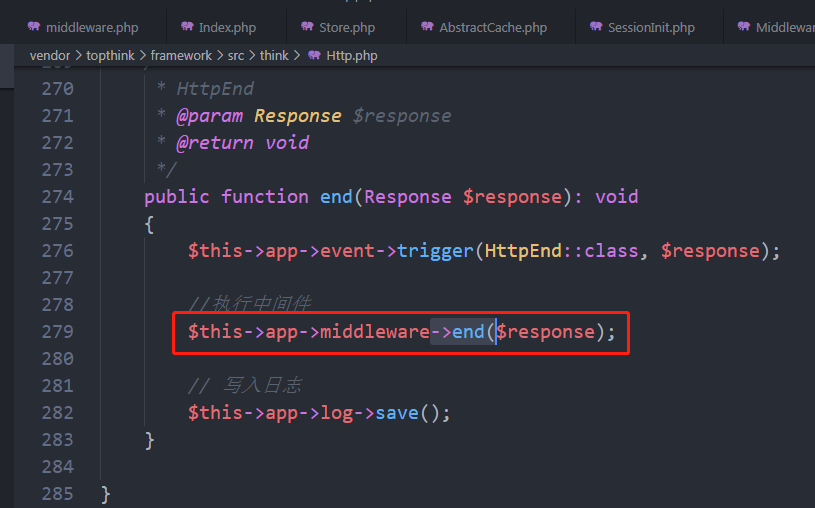 middleware.php Index.php Store.php AbstractCache.php SessionInit.php Middlewar
vendor > topthink > framework > src > think > Http.php
270 * HttpEnd
271 * @param Response $response
272 * @return void
273 */
274 public function end(Response $response): void
275 {
276 $this->app->event->trigger(HttpEnd::class, $response);
277
278 //执行中间件
279 $this->app->middleware->end($response);
280
281 // 写入日志
282 $this->app->log->save();
283 }
284
285 }